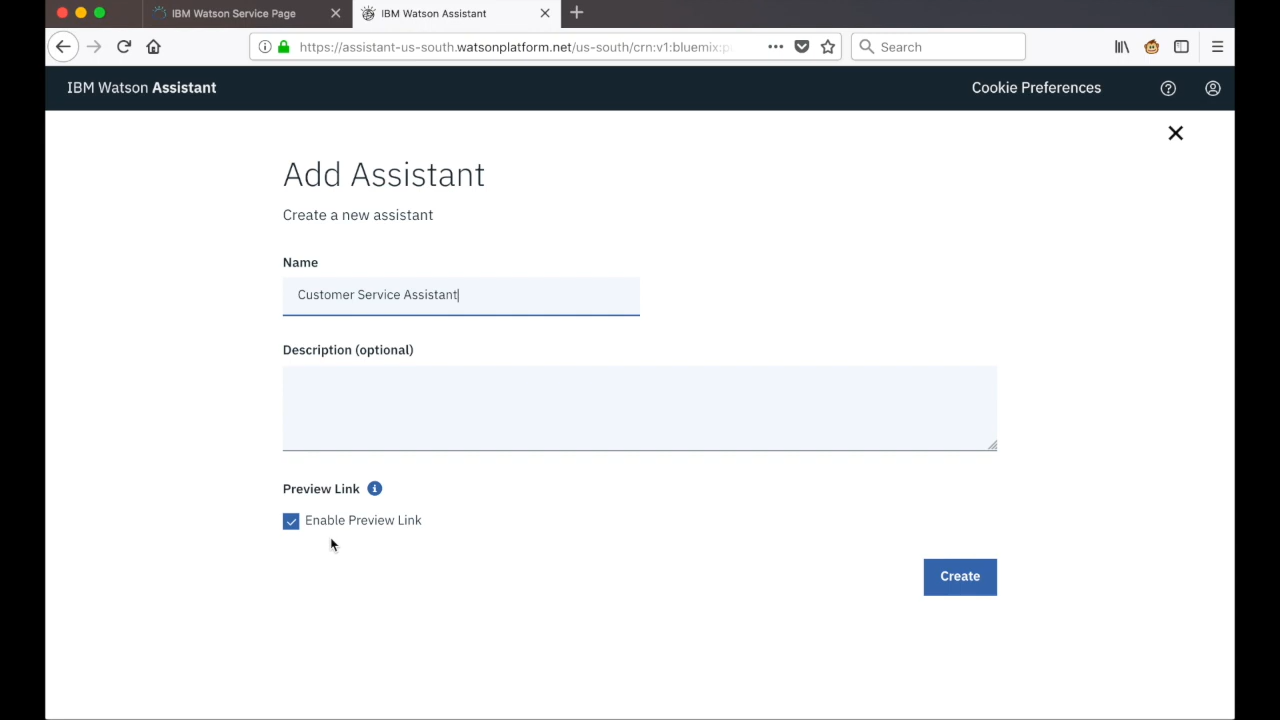 IBM Watson Service Page
IBM Watson Assistant
https://assistant-us-south.watsonplatform.net/us-south/crn:v1:bluemix:p
Search
IBM Watson Assistant
Cookie Preferences
Add Assistant
Create a new assistant
Name
Customer Service Assistant
Description (optional)
Preview Link
Enable Preview Link
Create